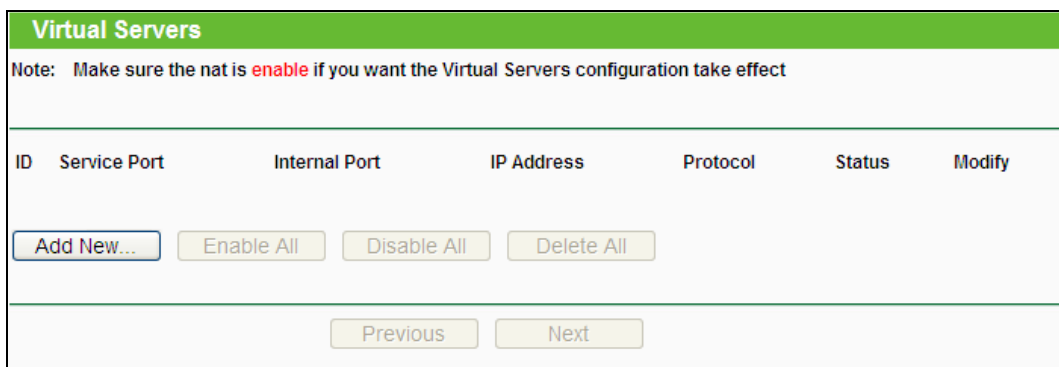 Virtual Servers
Note: Make sure the nat is enable if you want the Virtual Servers configuration take effect
ID Service Port Internal Port IP Address Protocol Status Modify
Add New... Enable All Disable All Delete All
Previous Next